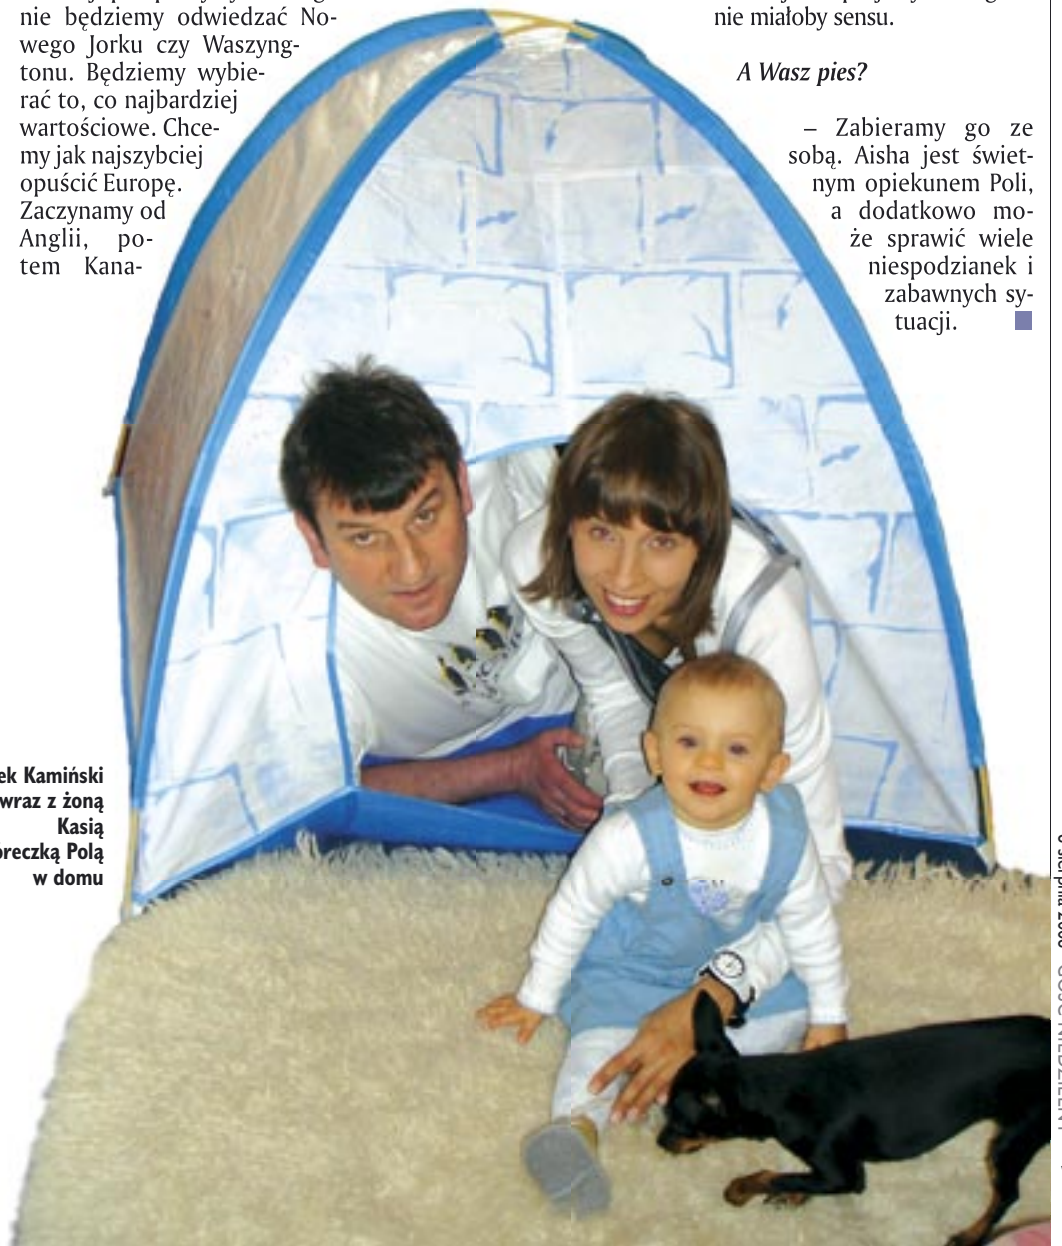 nie będziemy odwiedzać No-
wego Jorku czy Waszyng-
tonu. Będziemy wybie-
rać to, co najbardziej
wartościowe. Chce-
my jak najszybciej
opuścić Europę.
Zaczynamy od
Anglii, po-
tem Kana-
nie miałoby sensu.
A Wasz pies?
– Zabieramy go ze
sobą. Aisha jest świet-
nym opiekunem Poli,
a dodatkowo mo-
że sprawić wiele
niespodzianek i
zabawnych sy-
tuacji.
ek Kamiński
wraz z żoną
Kasią
oreczką Polą
w domu